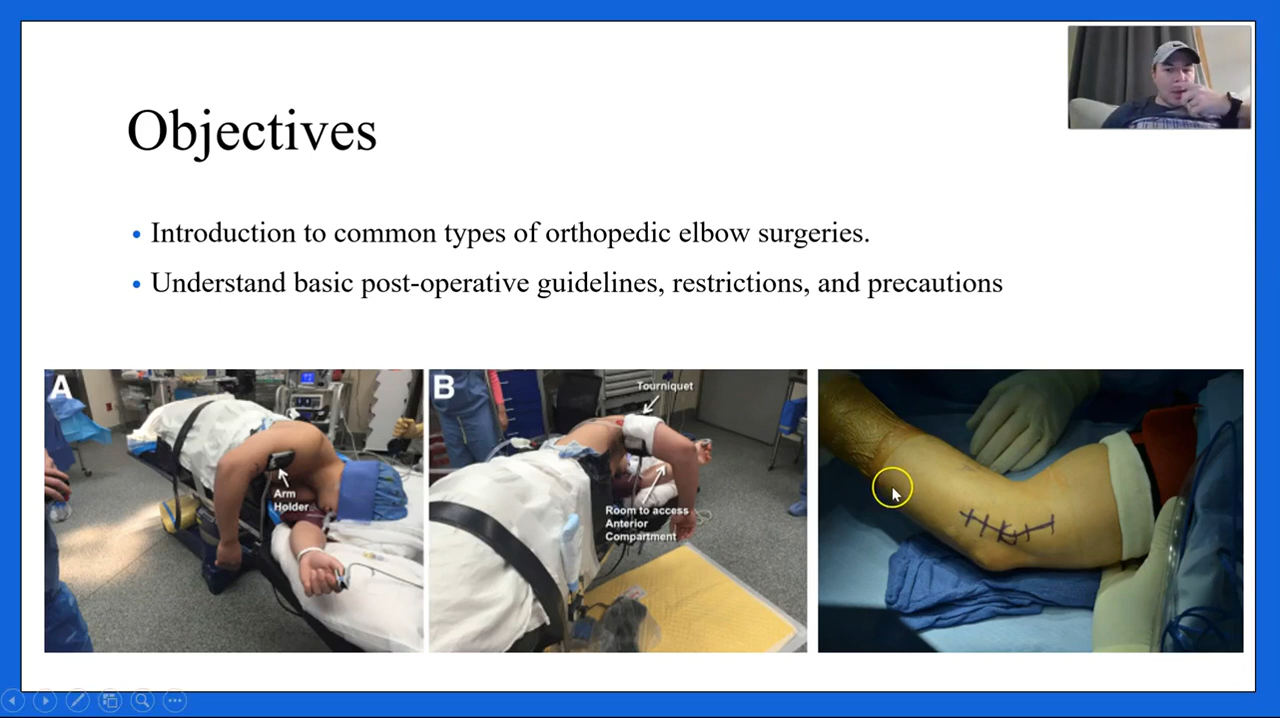 Objectives
• Introduction to common types of orthopedic elbow surgeries.
• Understand basic post-operative guidelines, restrictions, and precautions
A
Arm
Holder
B
Tourniquet
Room to access
Anterior
Compartment